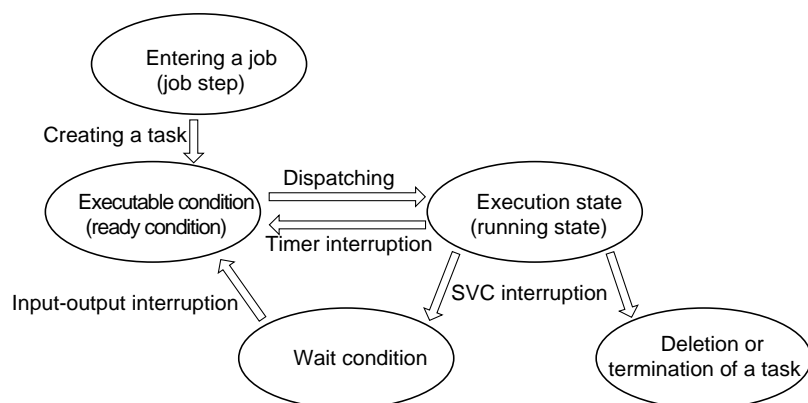 Entering a job
(job step)
Creating a task
Dispatching
Executable condition
(ready condition)
Execution state
(running state)
Timer interruption
Input-output interruption
SVC interruption
Wait condition
Deletion or
termination of a task